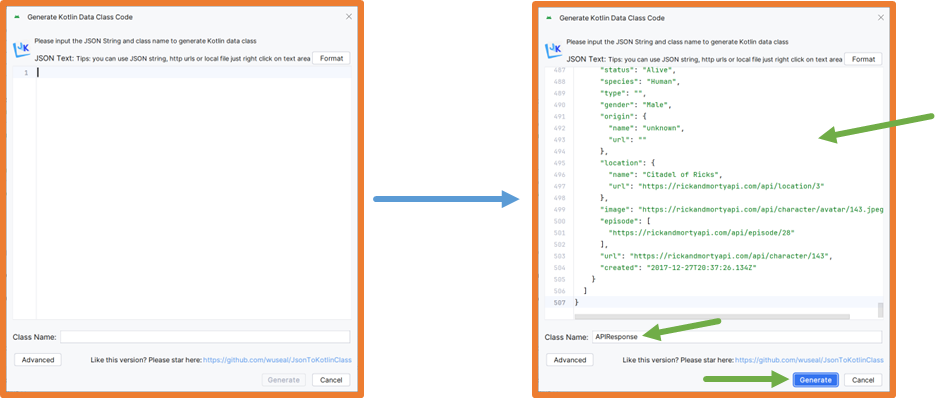 Generate Kotlin Data Class Code
JK
Please input the JSON String and class name to generate Kotlin data class
JSON Text: Tips: you can use JSON string, http urls or local file just right click on text area
Format
1
Class Name:
Advanced
Like this version? Please star here: https://github.com/wuseal/JsonToKotlinClass
Generate
Cancel
Generate Kotlin Data Class Code
JK
Please input the JSON String and class name to generate Kotlin data class
JSON Text: Tips: you can use JSON string, http urls or local file just right click on text area
Format
487 "status": "Alive",
488 "species": "Human",
489 "type": "",
490 "gender": "Male",
491 "origin": {
492 "name": "unknown",
493 "url": ""
494 },
495 "location": {
496 "name": "Citadel of Ricks",
497 "url": "https://rickandmortyapi.com/api/location/3"
498 },
499 "image": "https://rickandmortyapi.com/api/character/avatar/143.jpeg
500 "episode": [
501 "https://rickandmortyapi.com/api/episode/28"
502 ],
503 "url": "https://rickandmortyapi.com/api/character/143",
504 "created": "2017-12-27T20:37:26.134Z"
505 }
506 ]
507 }
Class Name: APIResponse
Advanced
Like this version? Please star here: https://github.com/wuseal/JsonToKotlinClass
Generate
Cancel